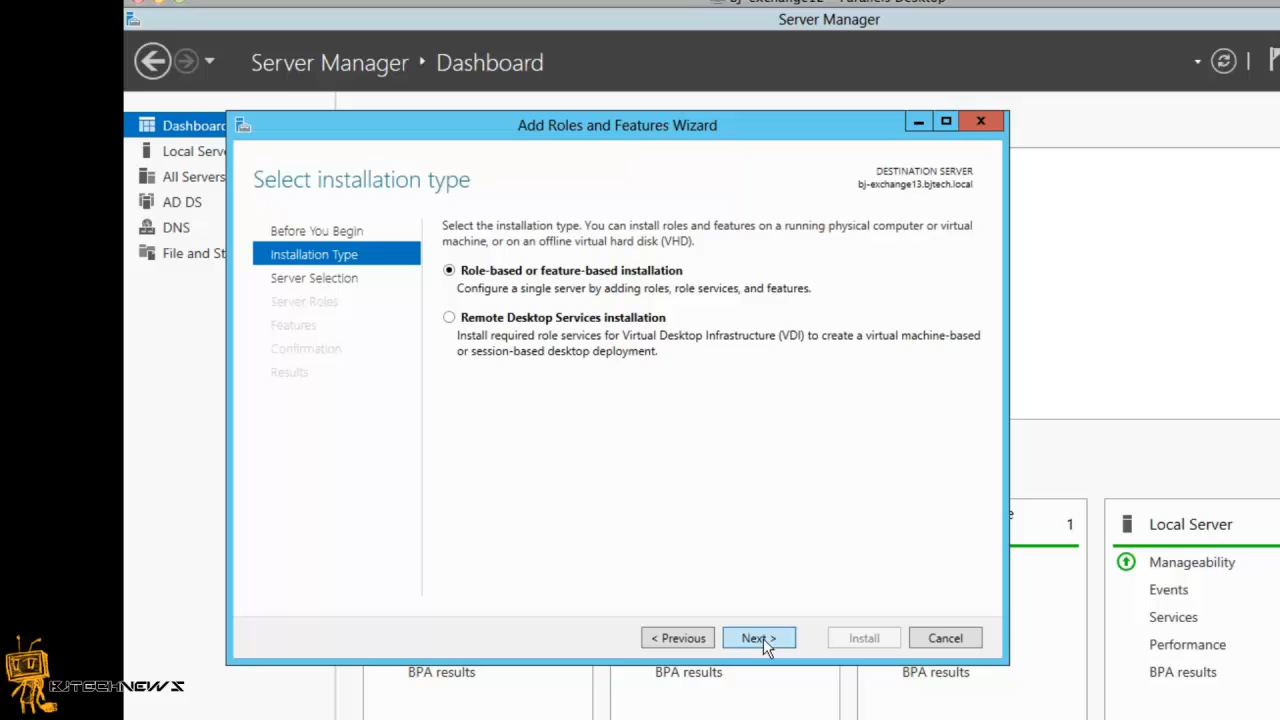 Server Manager
Server Manager • Dashboard
Dashboard
Local Serv
All Servers
AD DS
DNS
File and St
Add Roles and Features Wizard
Select installation type
DESTINATION SERVER
bj-exchange13.bjtech.local
Before You Begin
Installation Type
Server Selection
Server Roles
Features
Confirmation
Results
Select the installation type. You can install roles and features on a running physical computer or virtual
machine, or on an offline virtual hard disk (VHD).
Role-based or feature-based installation
Configure a single server by adding roles, role services, and features.
Remote Desktop Services installation
Install required role services for Virtual Desktop Infrastructure (VDI) to create a virtual machine-based
or session-based desktop deployment.
< Previous
Next >
Install
Cancel
1
Local Server
Manageability
Events
Services
Performance
BPA results
BPA results
BPA results
BPA results
BJTECHNEWS